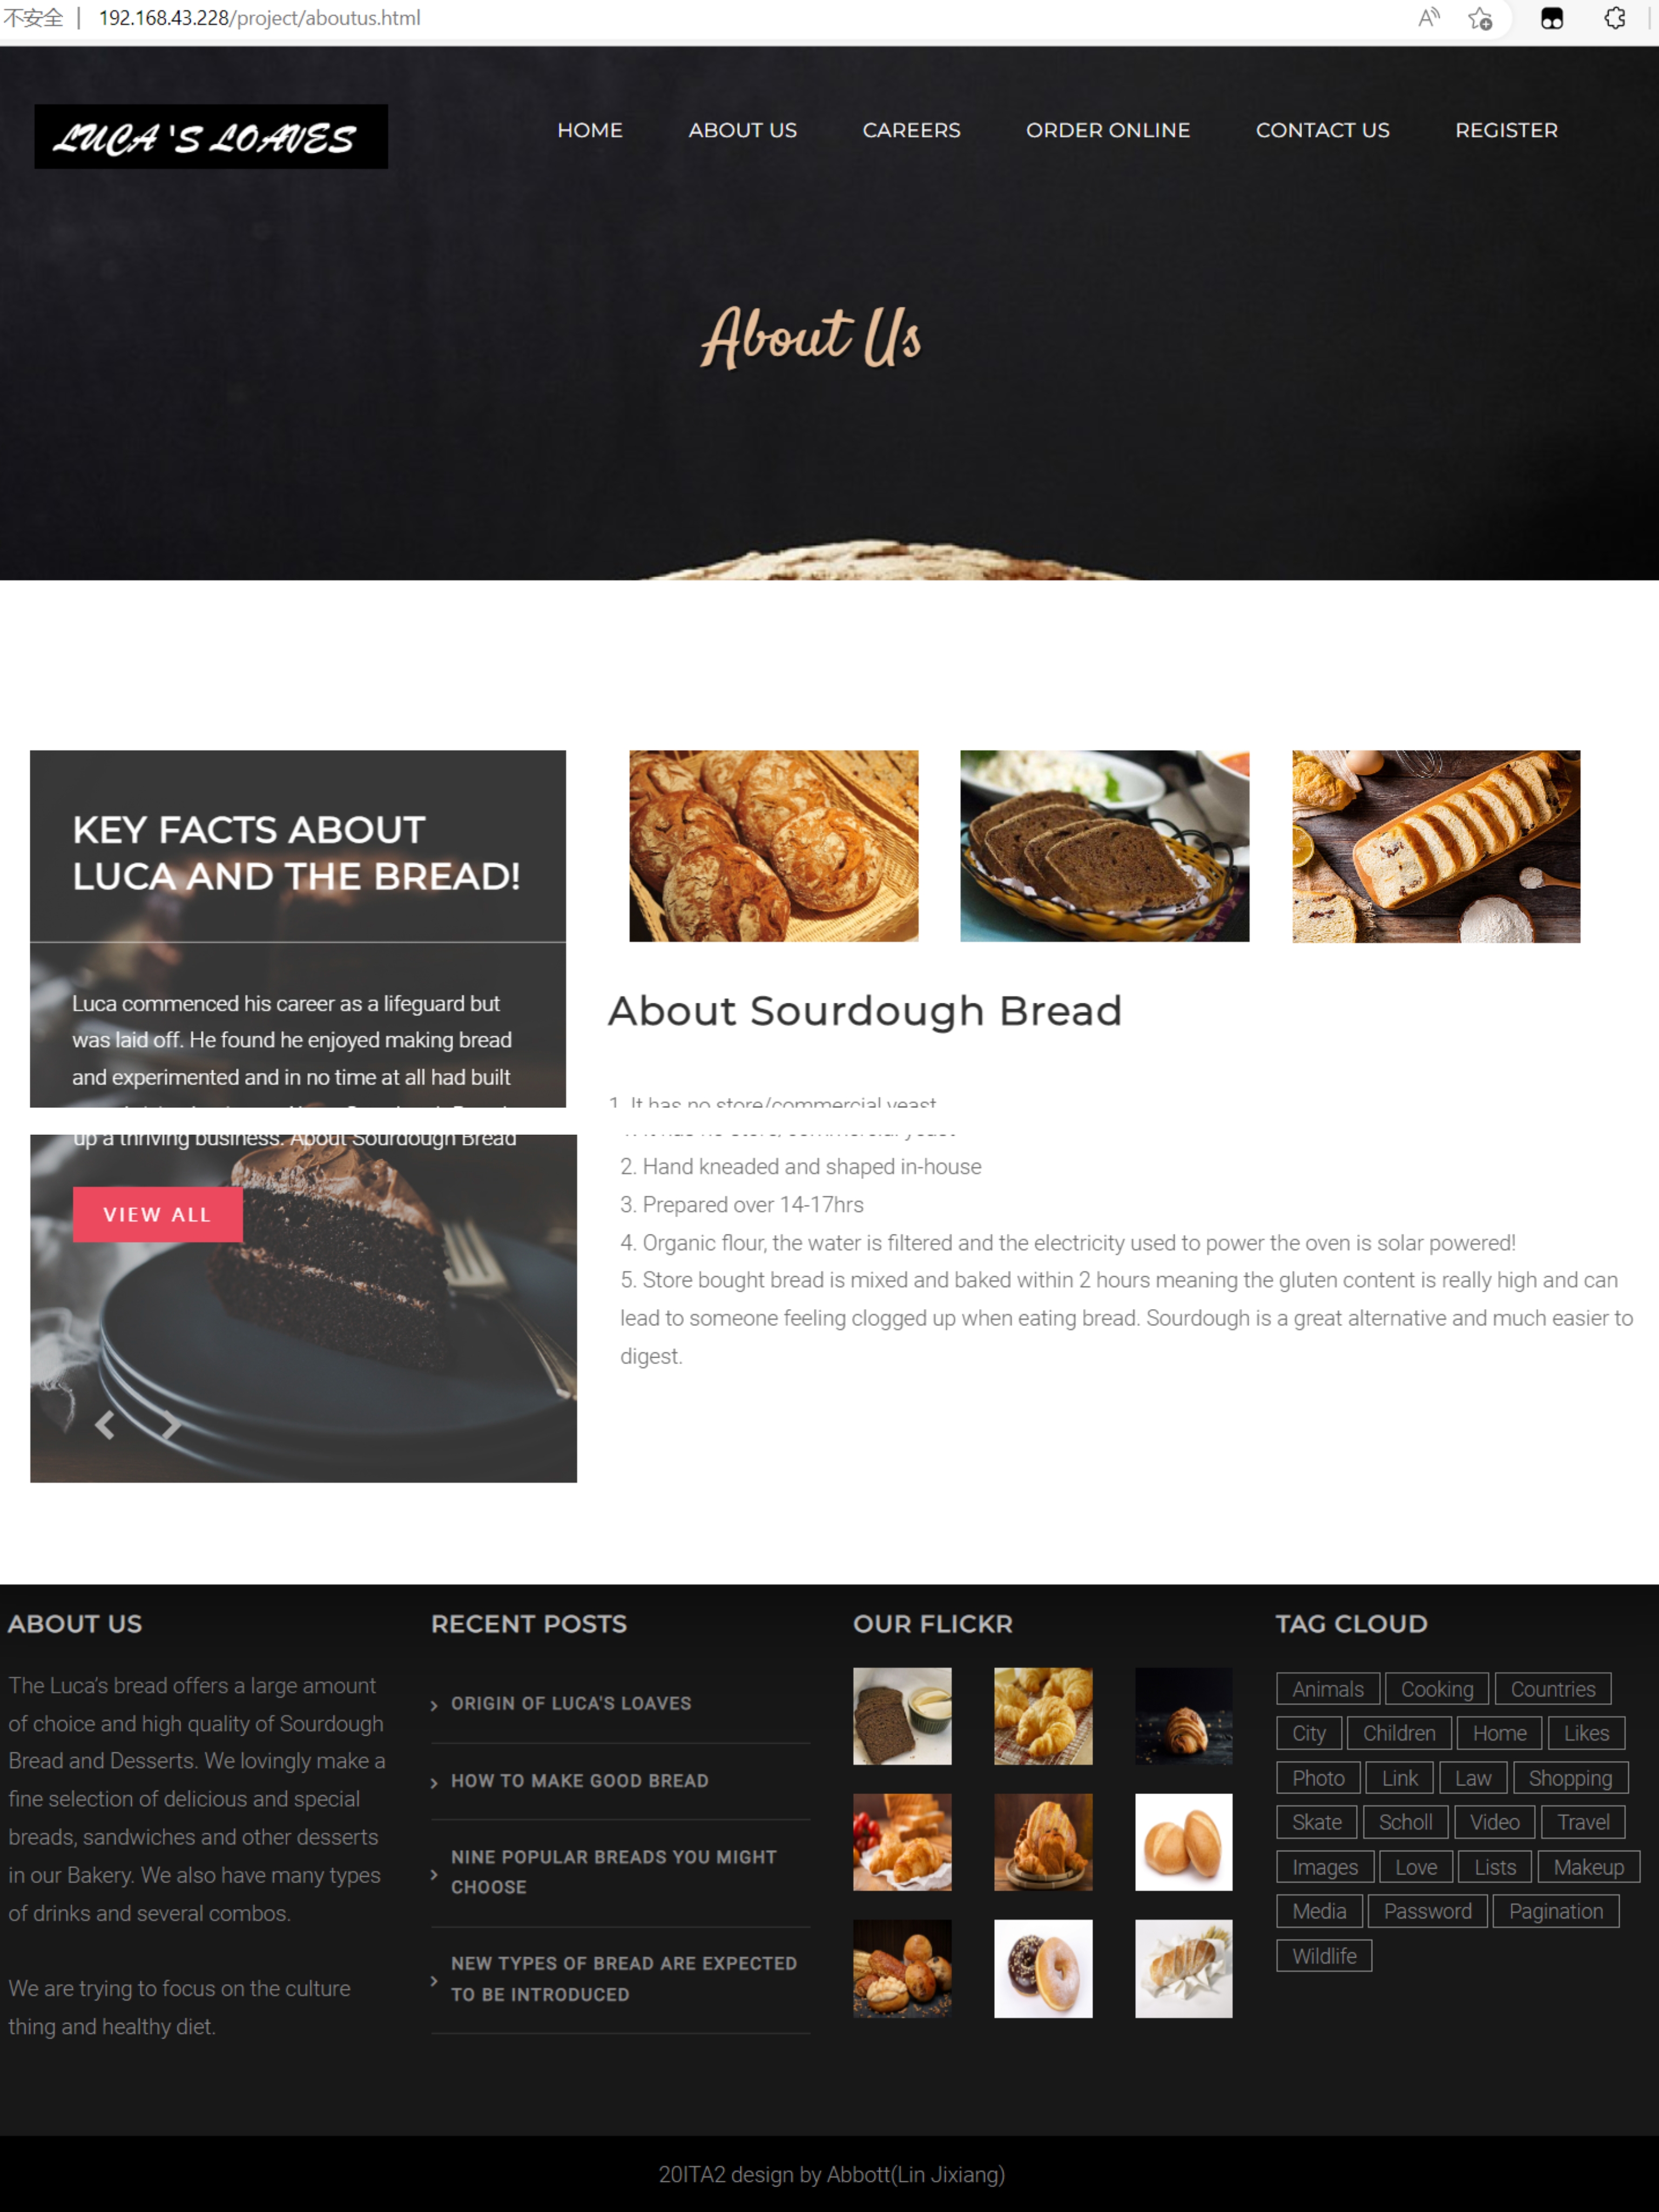 不安全 | 192.168.43.228/project/aboutus.html
LUCA'S LOAVES
HOME ABOUT US CAREERS ORDER ONLINE CONTACT US REGISTER
About Us
KEY FACTS ABOUT
LUCA AND THE BREAD!
Luca commenced his career as a lifeguard but
was laid off. He found he enjoyed making bread
and experimented and in no time at all had built
up a thriving business. About Sourdough Bread
VIEW ALL
About Sourdough Bread
1. It has no store/commercial yeast
2. Hand kneaded and shaped in-house
3. Prepared over 14-17hrs
4. Organic flour, the water is filtered and the electricity used to power the oven is solar powered!
5. Store bought bread is mixed and baked within 2 hours meaning the gluten content is really high and can
lead to someone feeling clogged up when eating bread. Sourdough is a great alternative and much easier to
digest.
ABOUT US
The Luca's bread offers a large amount
of choice and high quality of Sourdough
Bread and Desserts. We lovingly make a
fine selection of delicious and special
breads, sandwiches and other desserts
in our Bakery. We also have many types
of drinks and several combos.
We are trying to focus on the culture
thing and healthy diet.
RECENT POSTS
ORIGIN OF LUCA'S LOAVES
HOW TO MAKE GOOD BREAD
NINE POPULAR BREADS YOU MIGHT
CHOOSE
NEW TYPES OF BREAD ARE EXPECTED
TO BE INTRODUCED
OUR FLICKR
TAG CLOUD
Animals Cooking Countries
City Children Home Likes
Photo Link Law Shopping
Skate Scholl Video Travel
Images Love Lists Makeup
Media Password Pagination
Wildlife
20ITA2 design by Abbott(Lin Jixiang)